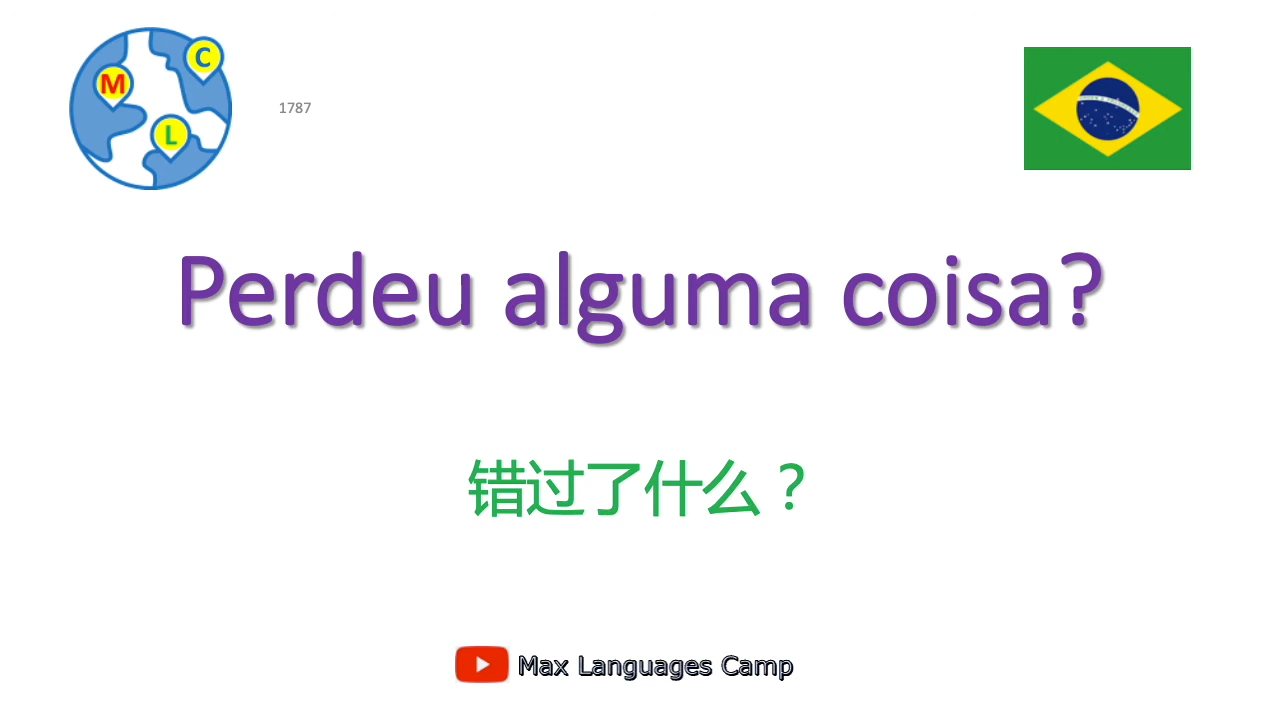 M
C
L
1787
Perdeu alguma coisa?
错过了什么？
Max Languages Camp